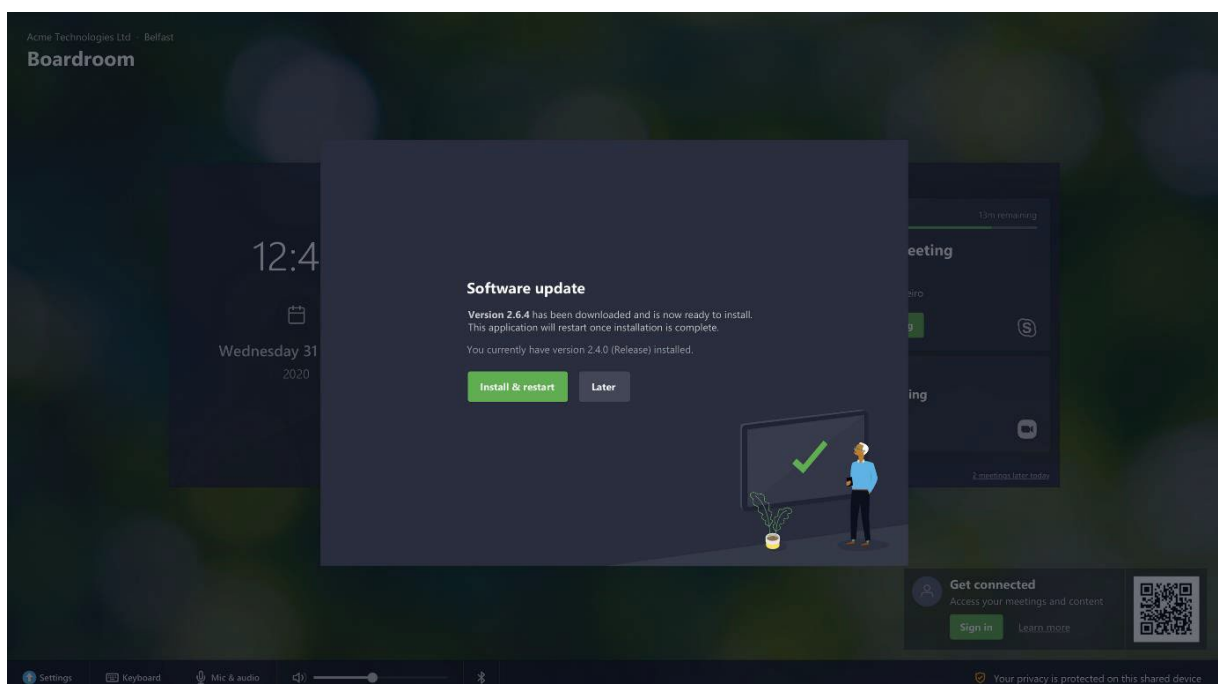 Acme Technologies Ltd - Belfast
Boardroom
12:4
Wednesday 31
2020
Software update
Version 2.6.4 has been downloaded and is now ready to install.
This application will restart once installation is complete.
You currently have version 2.4.0 (Release) installed.
Install & restart
Later
13m remaining
eeting
eiro
g
ing
2 meetings later today
Get connected
Access your meetings and content
Sign in
Learn more
Settings
Keyboard
Mic & audio
Your privacy is protected on this shared device